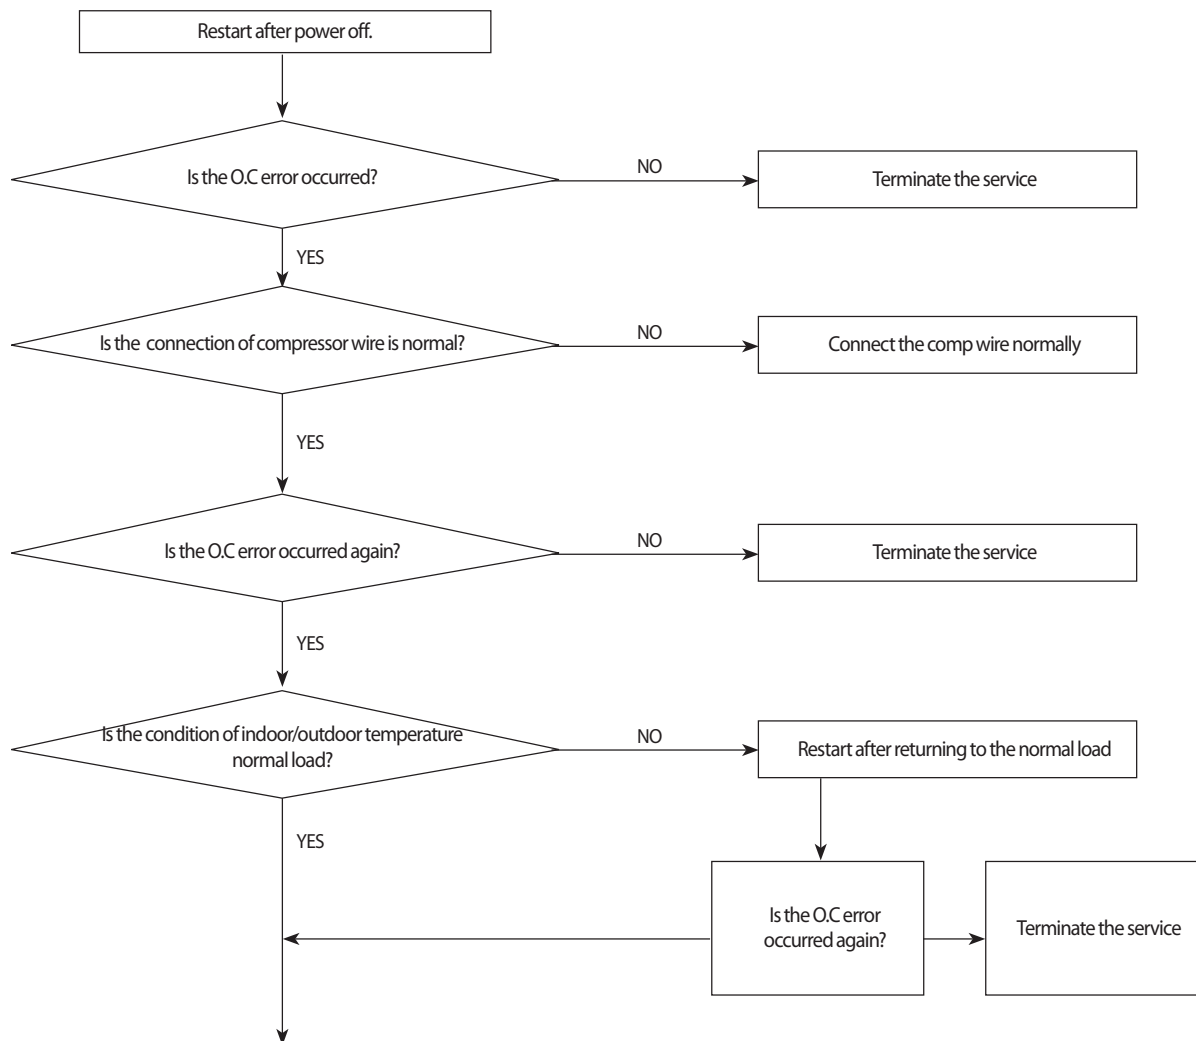 Restart after power off.
Is the O.C error occurred?
NO
Terminate the service
YES
Is the connection of compressor wire is normal?
NO
Connect the comp wire normally
YES
Is the O.C error occurred again?
NO
Terminate the service
YES
Is the condition of indoor/outdoor temperature
normal load?
NO
Restart after returning to the normal load
YES
Is the O.C error
occurred again?
Terminate the service